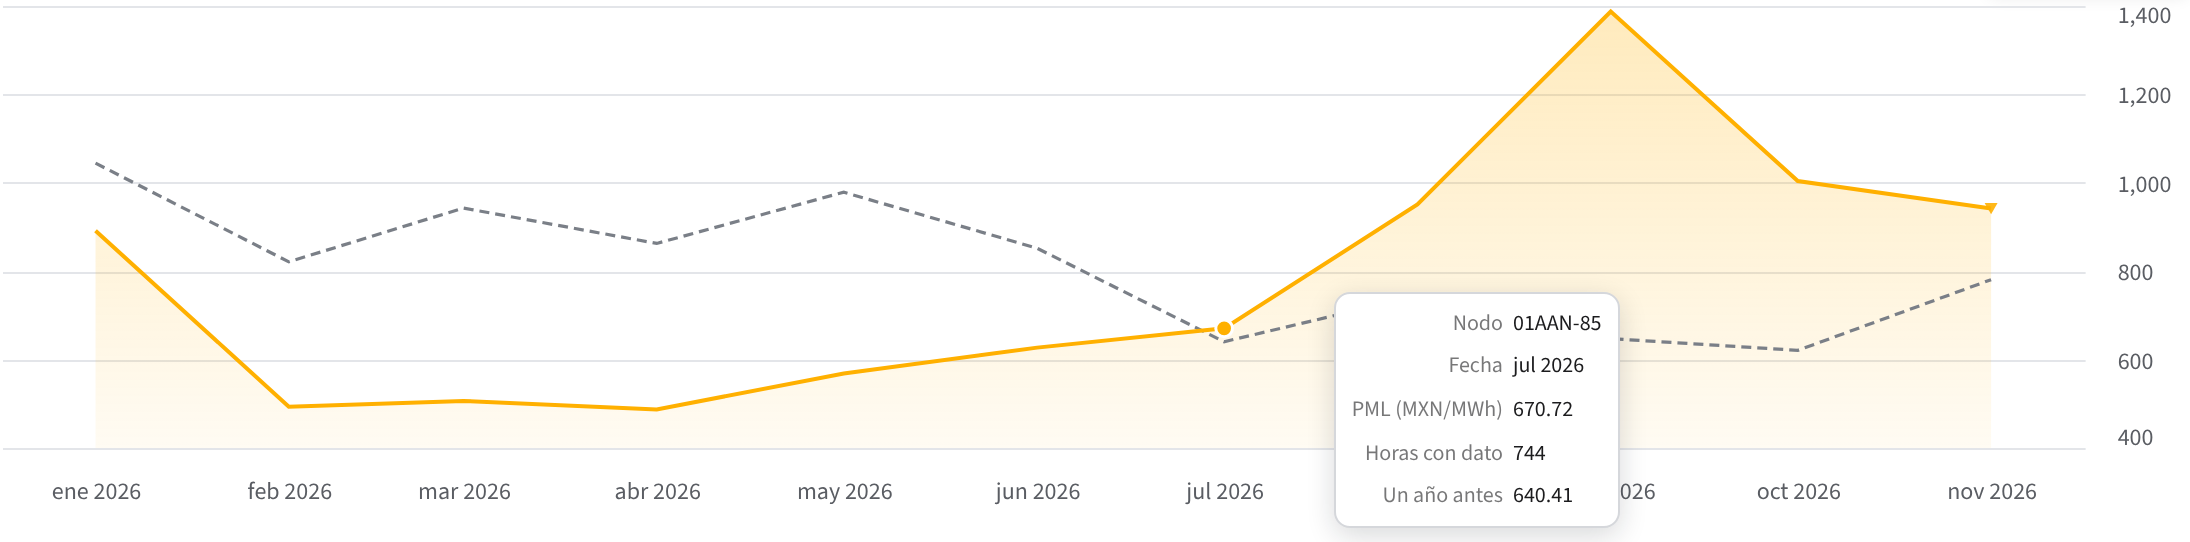 1,400
1,200
1,000
800
600
400
Nodo 01AAN-85
Fecha jul 2026
PML (MXN/MWh) 670.72
Horas con dato 744
Un año antes 640.41
ene 2026 feb 2026 mar 2026 abr 2026 may 2026 jun 2026 jul 2026 026 oct 2026 nov 2026